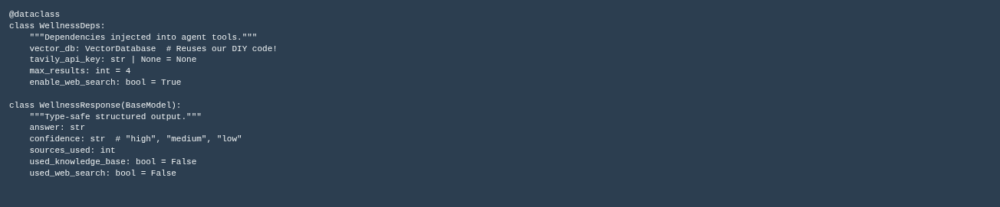 @dataclass
class WellnessDeps:
    """Dependencies injected into agent tools."""
    vector_db: VectorDatabase  # Reuses our DIY code!
    tavily_api_key: str | None = None
    max_results: int = 4
    enable_web_search: bool = True

class WellnessResponse(BaseModel):
    """Type-safe structured output."""
    answer: str
    confidence: str  # "high", "medium", "low"
    sources_used: int
    used_knowledge_base: bool = False
    used_web_search: bool = False